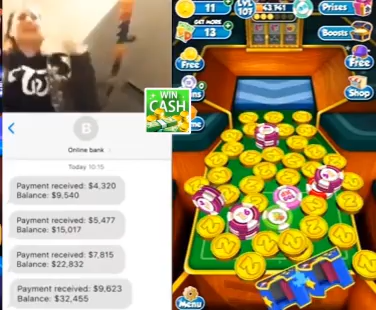 WIN
CASH
B
Online bank
Today 10:15
Payment received: $4,320
Balance: $9,540
Payment received: $5,477
Balance: $15,017
Payment received: $7,815
Balance: $22,832
Payment received: $9,623
Balance: $32,455
11
LVL
107
43141
Prizes
GET MORE
13
Boosts
Free
Free
Shop
Menu